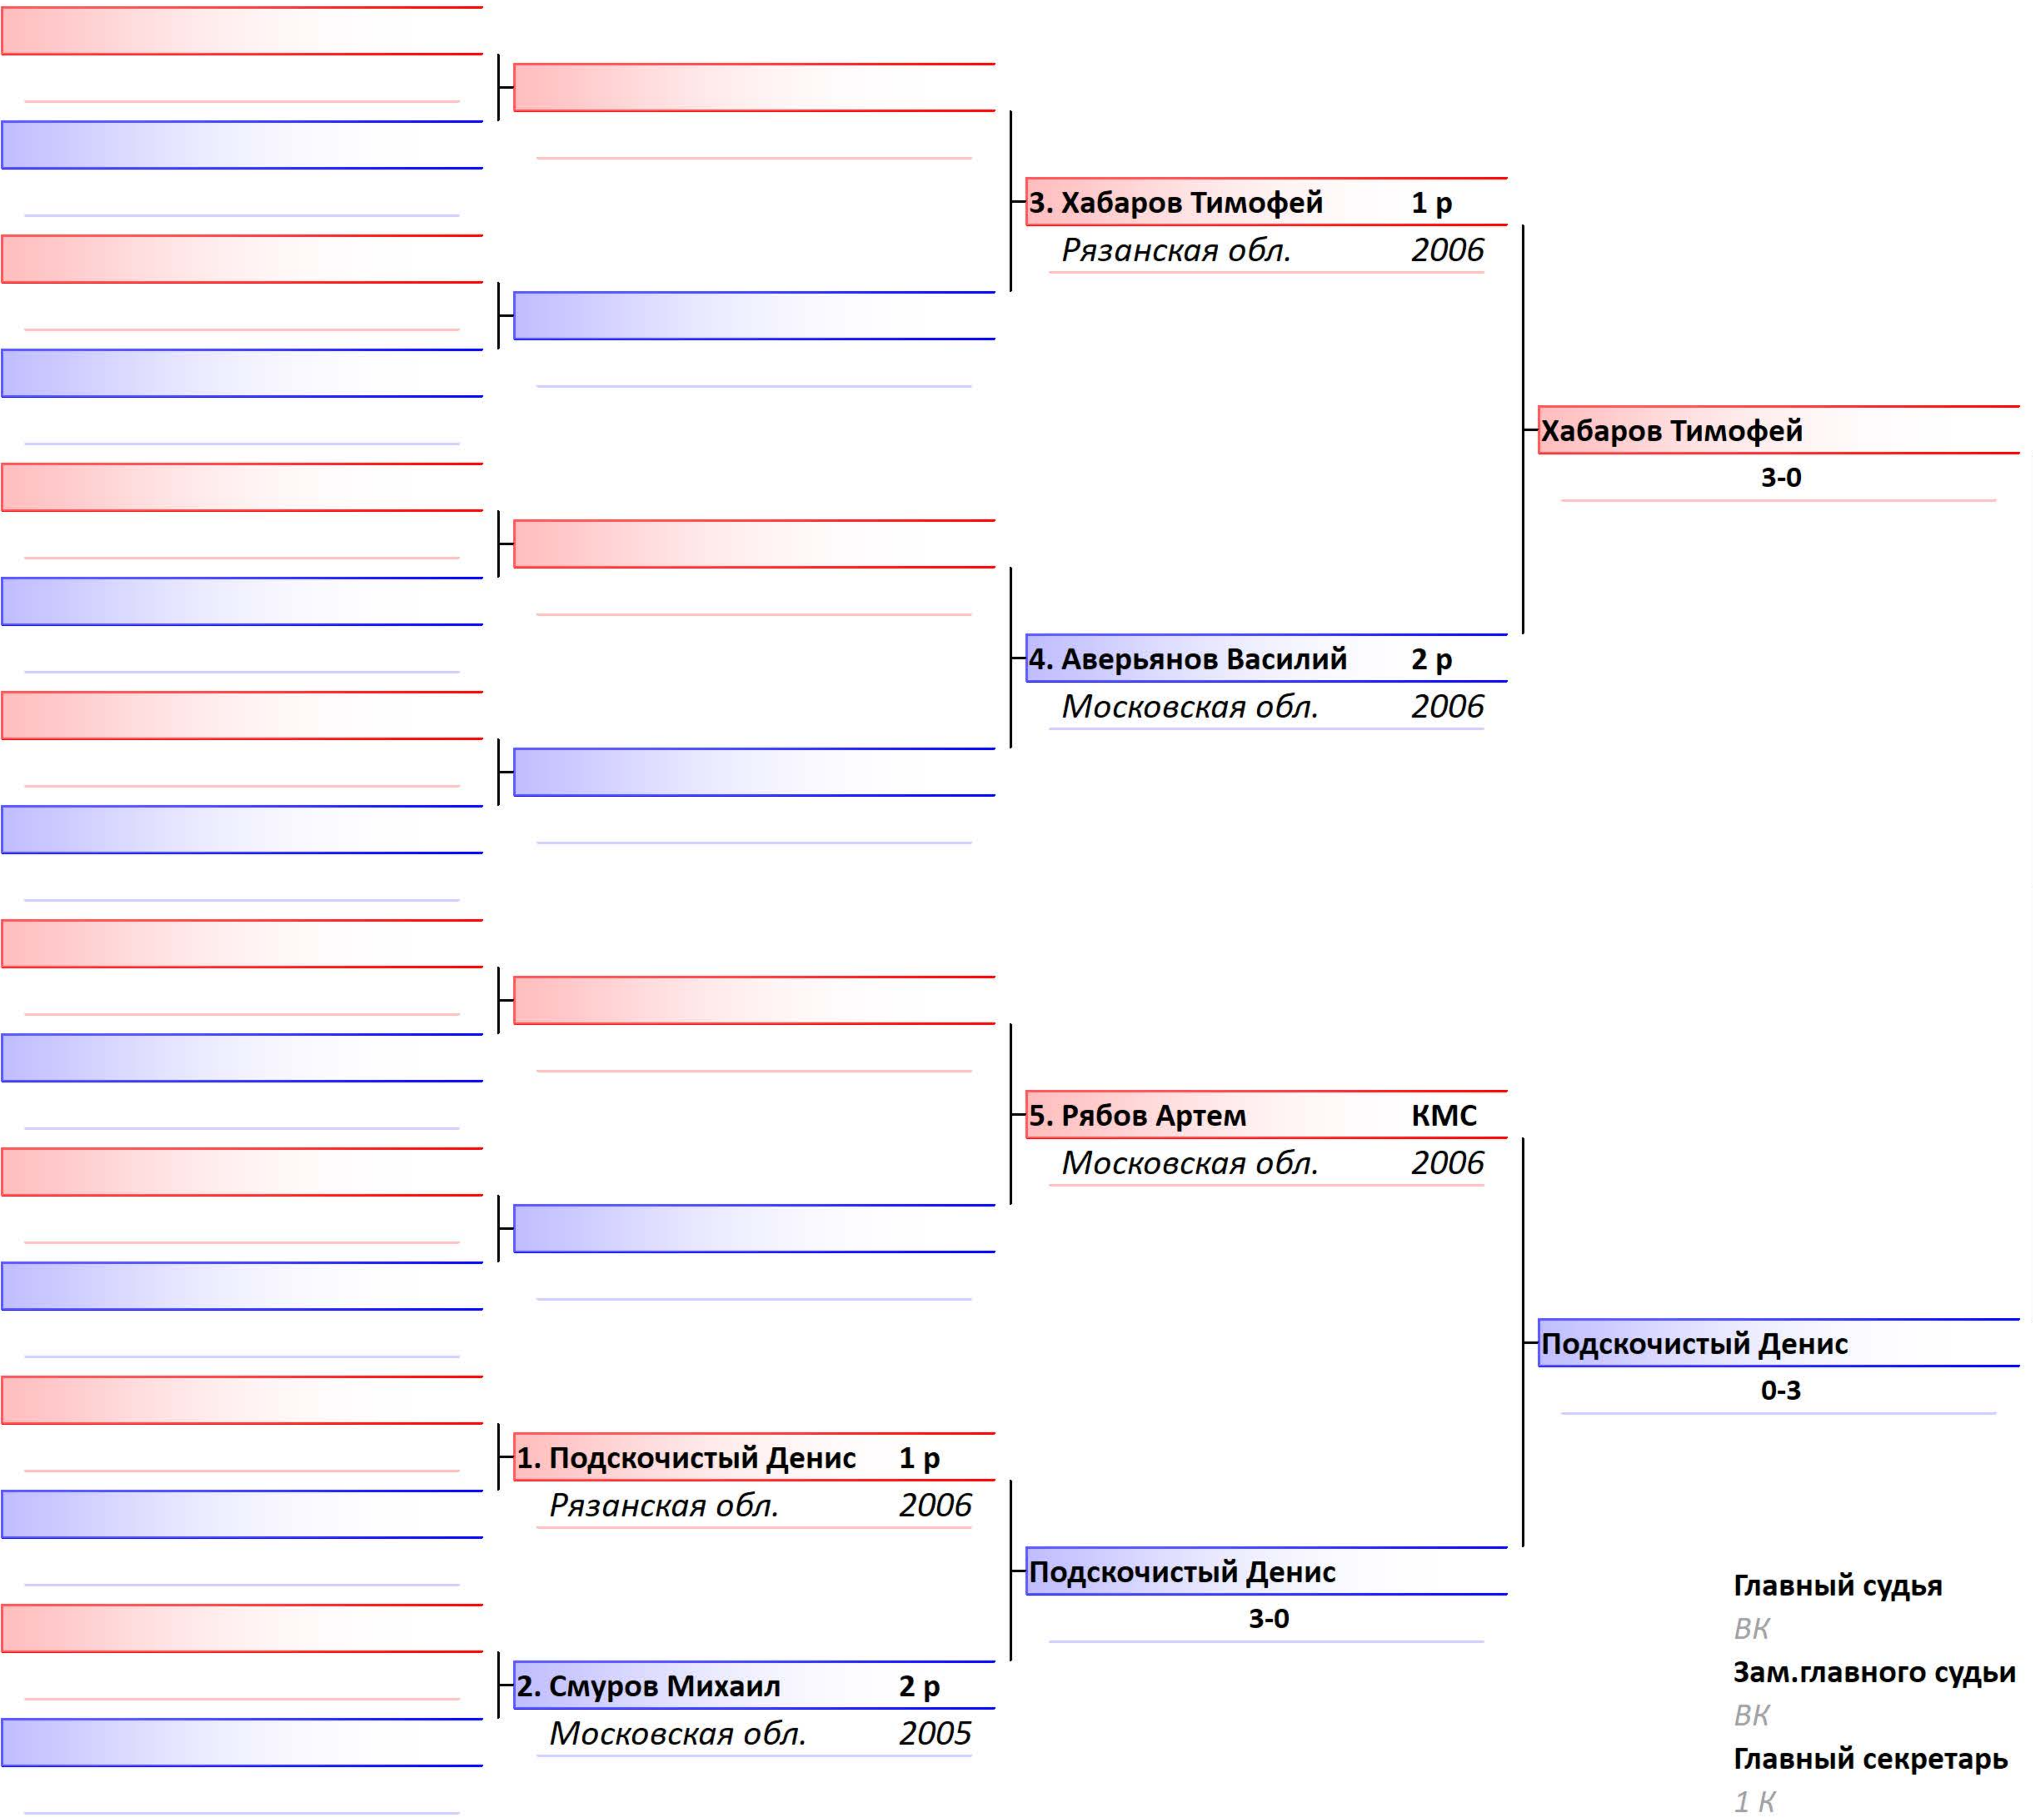 3. Хабаров Тимофей 1 р
Рязанская обл. 2006
Хабаров Тимофей
3-0
4. Аверьянов Василий 2 р
Московская обл. 2006
5. Рябов Артем КМС
Московская обл. 2006
Подскочистый Денис
0-3
1. Подскочистый Денис 1 р
Рязанская обл. 2006
Подскочистый Денис
3-0
2. Смуров Михаил 2 р
Московская обл. 2005
Главный судья
ВК
Зам.главного судьи
ВК
Главный секретарь
1 К